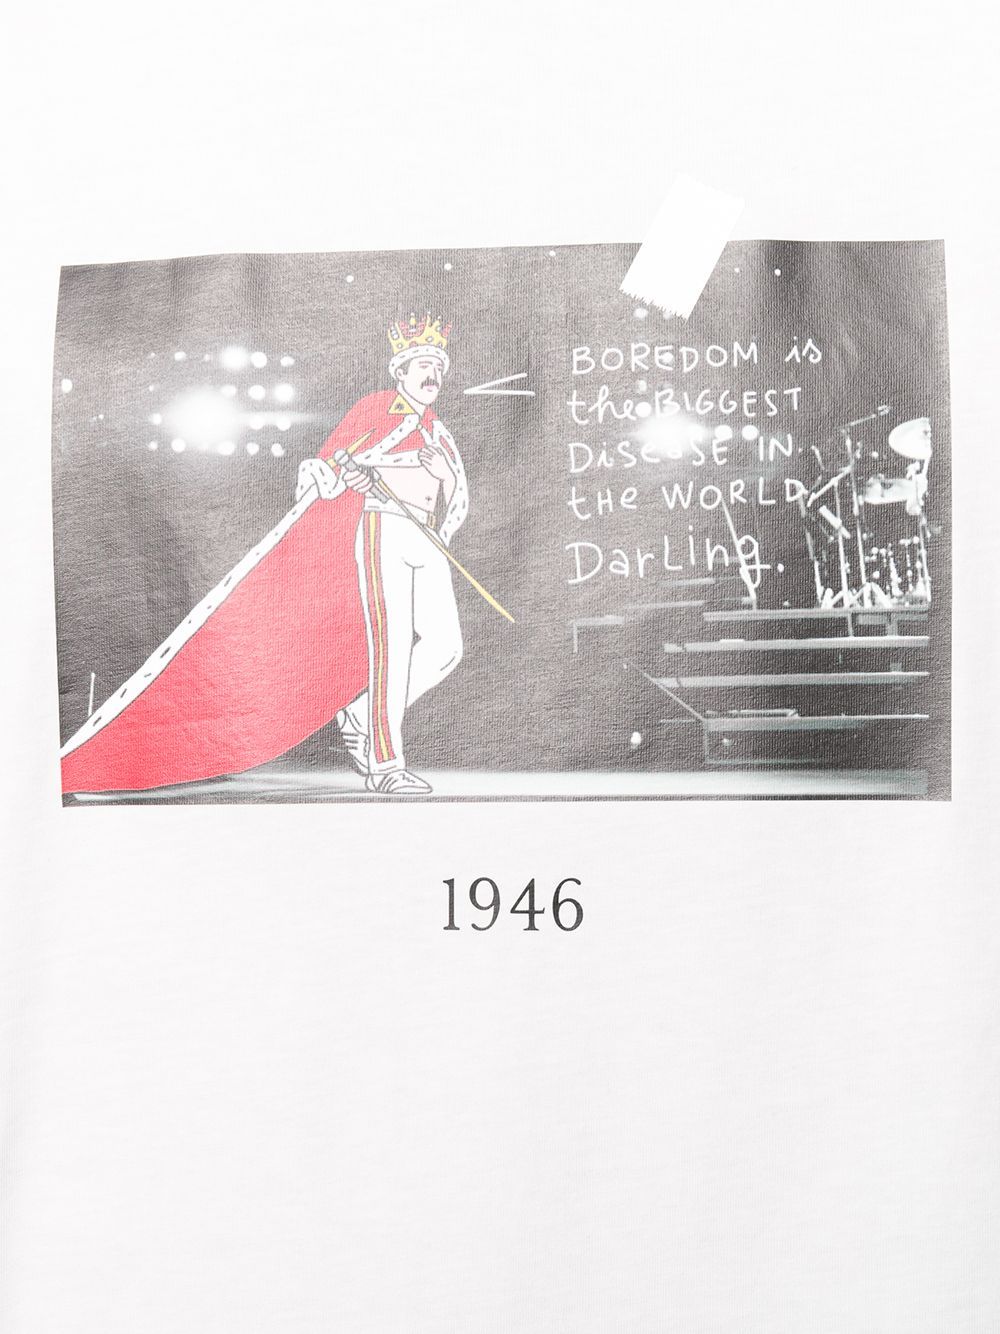 BOREDOM is
the BIGGEST
DiSeaSE IN
the WORLD,
DarLing.
1946